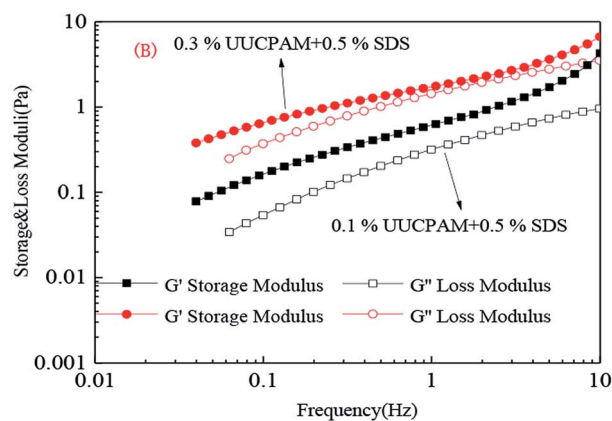 10
(B)
0.3 % UUCPAM+0.5 % SDS
1
0.1
0.1 % UUCPAM+0.5 % SDS
0.01
G' Storage Modulus
G'' Loss Modulus
G' Storage Modulus
G'' Loss Modulus
0.001
0.01
0.1
1
10
Storage&Loss Moduli(Pa)
Frequency(Hz)